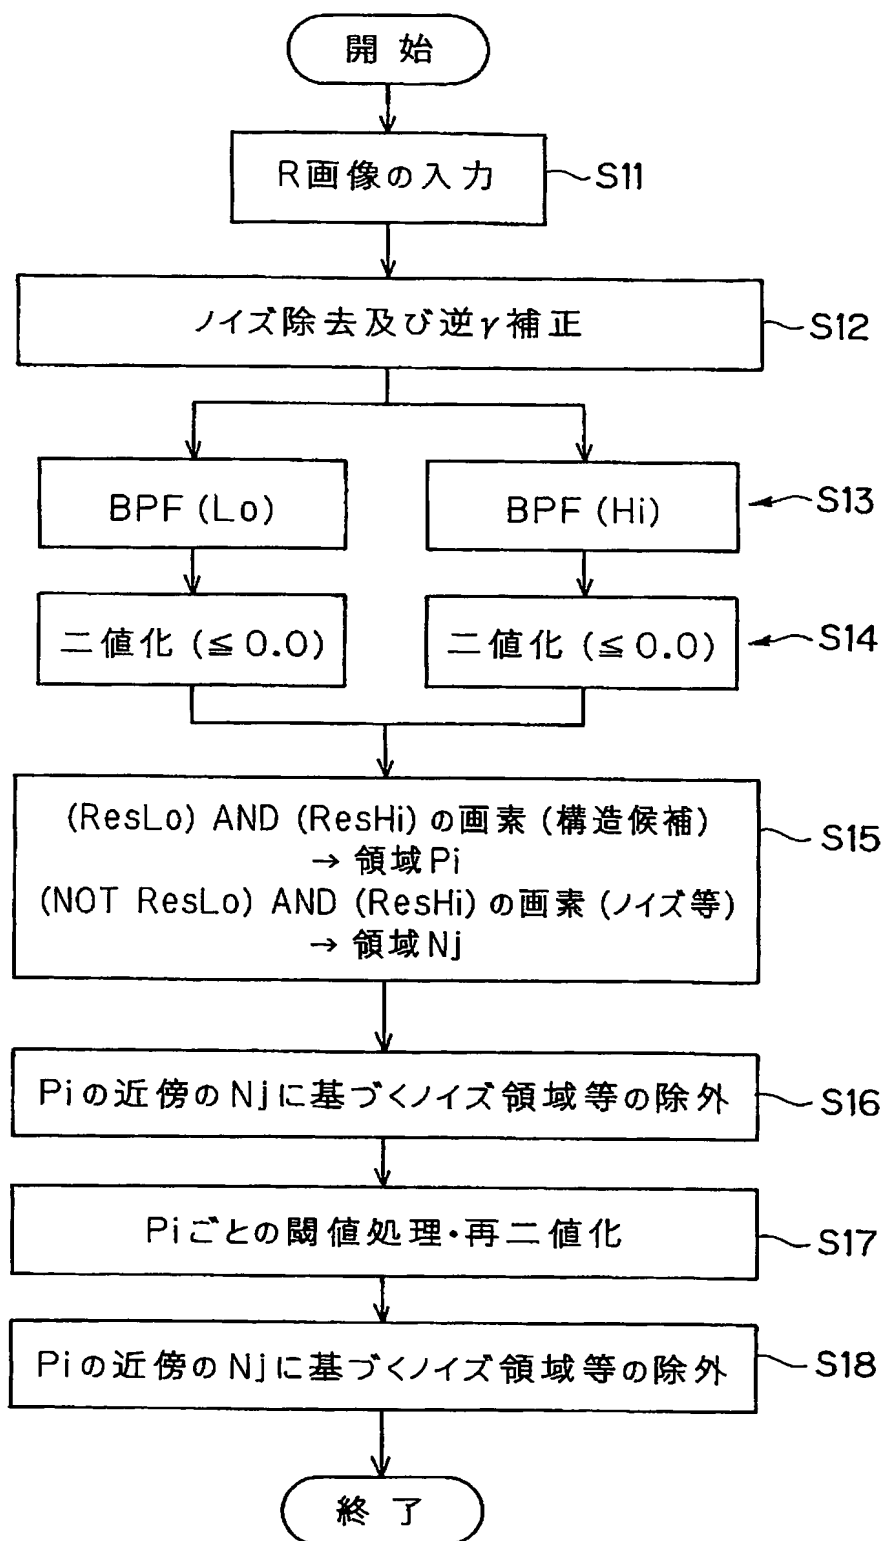 開始
R画像の入力
S11
ノイズ除去及び逆γ補正
S12
BPF (Lo)
BPF (Hi)
S13
二値化 (≦0.0)
二値化 (≦0.0)
S14
(ResLo) AND (ResHi) の画素 (構造候補)
→ 領域Pi
(NOT ResLo) AND (ResHi) の画素 (ノイズ等)
→ 領域Nj
S15
Piの近傍のNjに基づくノイズ領域等の除外
S16
Piごとの閾値処理・再二値化
S17
Piの近傍のNjに基づくノイズ領域等の除外
S18
終了